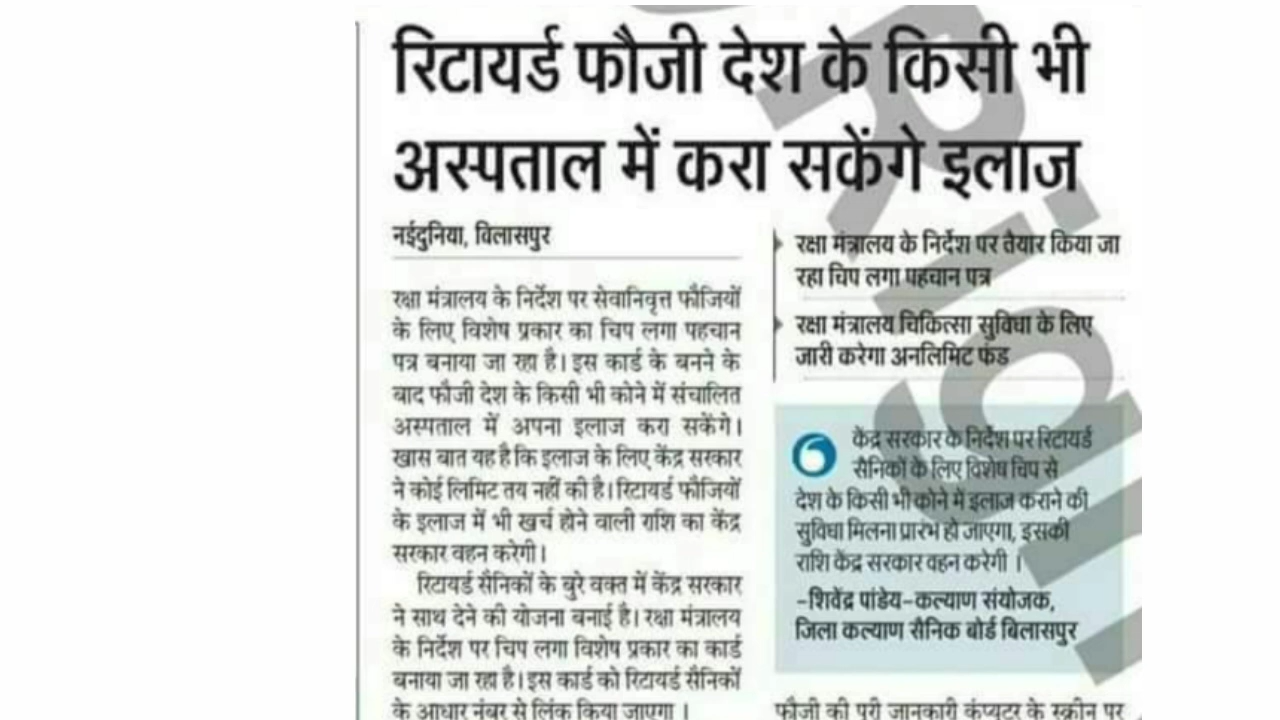 रिटायर्ड फौजी देश के किसी भी
अस्पताल में करा सकेंगे इलाज
नईदुनिया, विलासपुर
रक्षा मंत्रालय के निर्देश पर सेवानिवृत्त फौजियों
के लिए विशेष प्रकार का चिप लगा पहचान
पत्र बनाया जा रहा है। इस कार्ड के बनने के
बाद फौजी देश के किसी भी कोने में संचालित
अस्पताल में अपना इलाज करा सकेंगे।
खास बात यह है कि इलाज के लिए केंद्र सरकार
ने कोई लिमिट तय नहीं की है। रिटायर्ड फौजियों
के इलाज में भी खर्च होने वाली राशि का केंद्र
सरकार वहन करेगी।
रिटायर्ड सैनिकों के बुरे वक्त में केंद्र सरकार
ने साथ देने की योजना बनाई है। रक्षा मंत्रालय
के निर्देश पर चिप लगा विशेष प्रकार का कार्ड
बनाया जा रहा है। इस कार्ड को रिटायर्ड सैनिकों
के आधार नंबर से लिंक किया जाएगा।
रक्षा मंत्रालय के निर्देश पर तैयार किया जा
रहा चिप लगा पहचान पत्र
रक्षा मंत्रालय चिकित्सा सुविधा के लिए
जारी करेगा अनलिमिट फंड
केंद्र सरकार के निर्देश पर रिटायर्ड
सैनिकों के लिए विशेष चिप से
देश के किसी भी कोने में इलाज कराने की
सुविधा मिलना प्रारंभ हो जाएगा, इसकी
राशि केंद्र सरकार वहन करेगी ।
-शिवेंद्र पांडेय-कल्याण संयोजक,
जिला कल्याण सैनिक बोर्ड बिलासपुर
फौजी की पूरी जानकारी कंप्यूटर के स्क्रीन पर